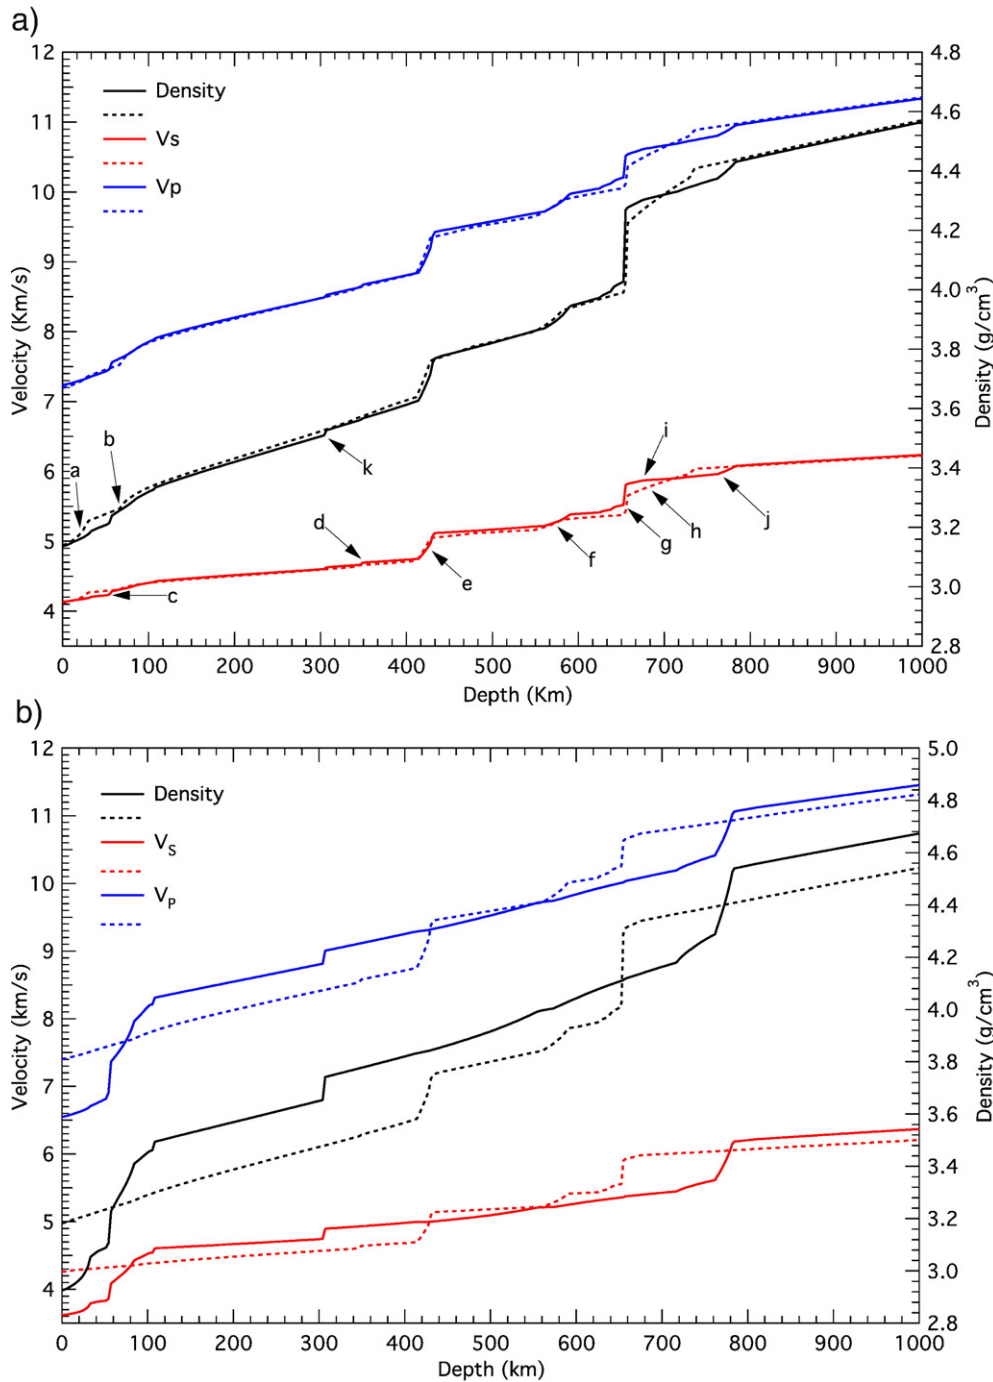 a)
12
11
10
9
8
7
6
5
4
Velocity (Km/s)
Density
Vs
Vp
a
b
c
d
e
f
g
h
i
j
k
4.8
4.6
4.4
4.2
4.0
3.8
3.6
3.4
3.2
3.0
2.8
Density (g/cm³)
0 100 200 300 400 500 600 700 800 900 1000
Depth (Km)
b)
12
11
10
9
8
7
6
5
4
Velocity (km/s)
Density
V_S
V_P
5.0
4.8
4.6
4.4
4.2
4.0
3.8
3.6
3.4
3.2
3.0
2.8
Density (g/cm³)
0 100 200 300 400 500 600 700 800 900 1000
Depth (km)